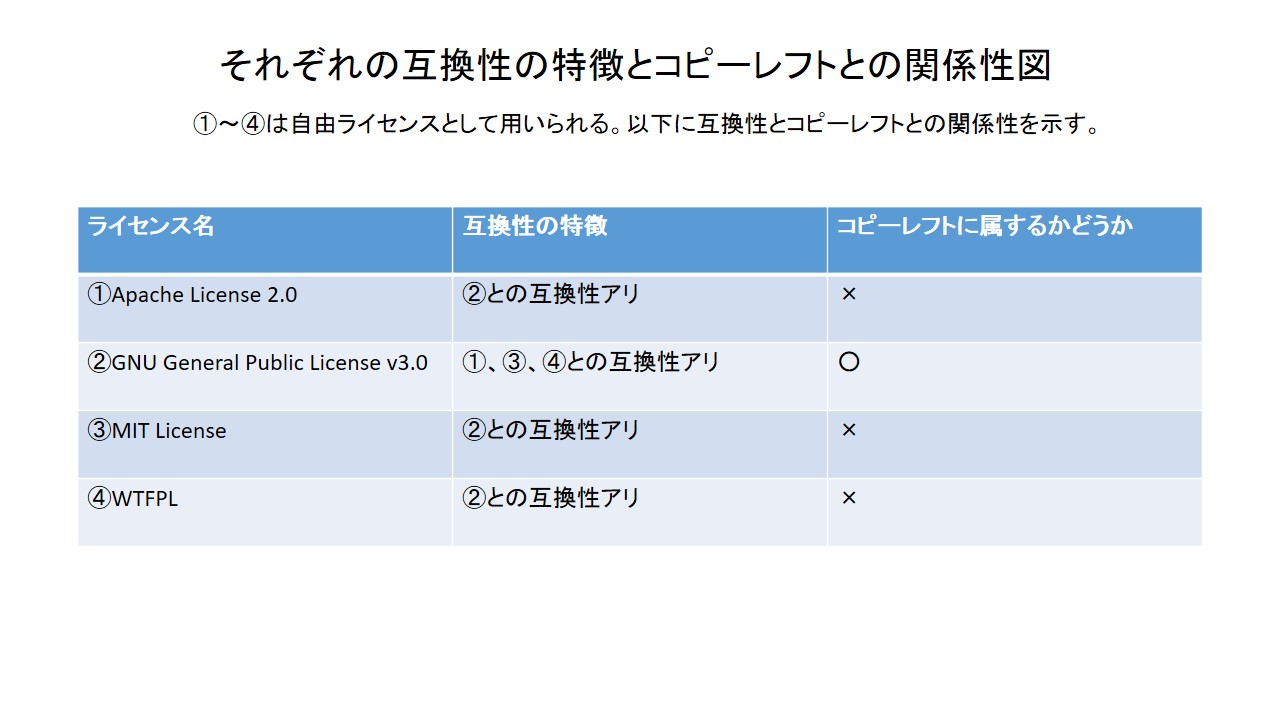 それぞれの互換性の特徴とコピーレフトとの関係性図
①～④は自由ライセンスとして用いられる。以下に互換性とコピーレフトとの関係性を示す。
ライセンス名 互換性の特徴 コピーレフトに属するかどうか
①Apache License 2.0 ②との互換性アリ ×
②GNU General Public License v3.0 ①、③、④との互換性アリ 〇
③MIT License ②との互換性アリ ×
④WTFPL ②との互換性アリ ×